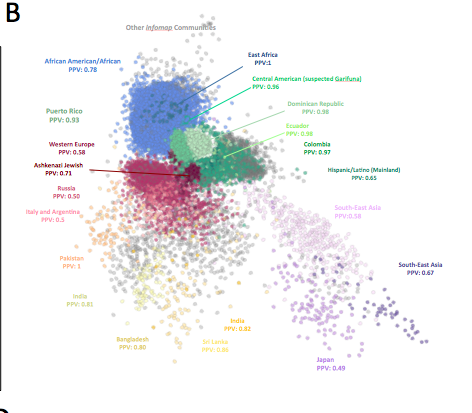 B
Other Infomap Communities
African American/African
PPV: 0.78
East Africa
PPV:1
Central American (suspected Garifuna)
PPV: 0.96
Puerto Rico
PPV: 0.93
Dominican Republic
PPV: 0.98
Ecuador
PPV: 0.98
Western Europe
PPV: 0.58
Colombia
PPV: 0.97
Ashkenazi Jewish
PPV: 0.71
Hispanic/Latino (Mainland)
PPV: 0.65
Russia
PPV: 0.50
Italy and Argentina
PPV: 0.5
South-East Asia
PPV:0.58
Pakistan
PPV: 1
South-East Asia
PPV: 0.67
India
PPV: 0.81
India
PPV: 0.82
Bangladesh
PPV: 0.80
Sri Lanka
PPV: 0.86
Japan
PPV: 0.49